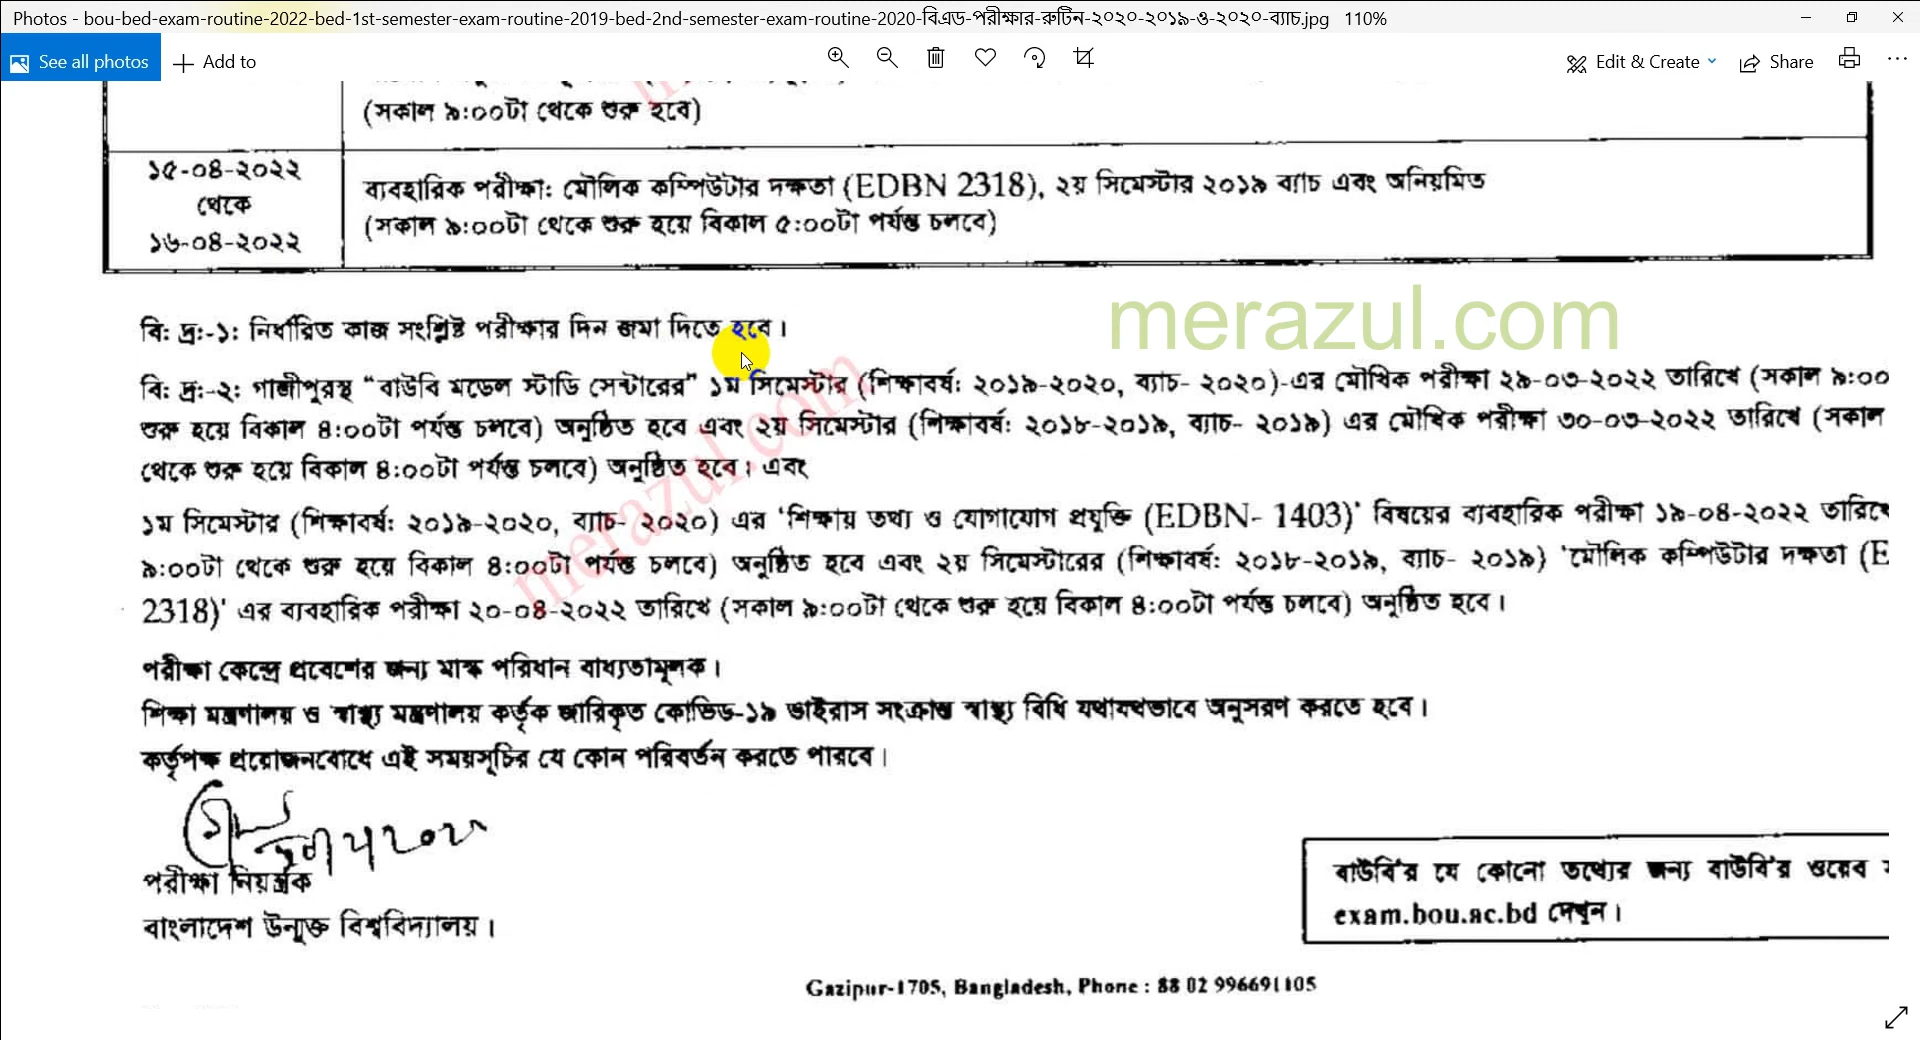 Photos - bou-bed-exam-routine-2022-bed-1st-semester-exam-routine-2019-bed-2nd-semester-exam-routine-2020-বিএড-পরীক্ষার-রুটিন-২০২০-২০১৯-ও-২০২০-ব্যাচ.jpg 110%
See all photos
Add to
Edit & Create
Share
(সকাল ৯:০০টা থেকে শুরু হবে)
১৫-০৪-২০২২
থেকে
১৬-০৪-২০২২
ব্যবহারিক পরীক্ষা: মৌলিক কম্পিউটার দক্ষতা (EDBN 2318), ২য় সিমেস্টার ২০১৯ ব্যাচ এবং অনিয়মিত
(সকাল ৯:০০টা থেকে শুরু হয়ে বিকাল ৫:০০টা পর্যন্ত চলবে)
merazul.com
বি: দ্র:-১: নির্ধারিত কাজ সংশ্লিষ্ট পরীক্ষার দিন জমা দিতে হবে।
বি: দ্র:-২: গাজীপুরস্থ “বাউবি মডেল স্টাডি সেন্টারের” ১ম সিমেস্টার (শিক্ষাবর্ষ: ২০১৯-২০২০, ব্যাচ- ২০২০)-এর মৌখিক পরীক্ষা ২৯-০৩-২০২২ তারিখে (সকাল ৯:০০
শুরু হয়ে বিকাল ৪:০০টা পর্যন্ত চলবে) অনুষ্ঠিত হবে এবং ২য় সিমেস্টার (শিক্ষাবর্ষ: ২০১৮-২০১৯, ব্যাচ- ২০১৯) এর মৌখিক পরীক্ষা ৩০-০৩-২০২২ তারিখে (সকাল
থেকে শুরু হয়ে বিকাল ৪:০০টা পর্যন্ত চলবে) অনুষ্ঠিত হবে। এবং
merazul.com
১ম সিমেস্টার (শিক্ষাবর্ষ: ২০১৯-২০২০, ব্যাচ- ২০২০) এর ‘শিক্ষায় তথ্য ও যোগাযোগ প্রযুক্তি (EDBN- 1403)’ বিষয়ের ব্যবহারিক পরীক্ষা ১৯-০৪-২০২২ তারিখে
৯:০০টা থেকে শুরু হয়ে বিকাল ৪:০০টা পর্যন্ত চলবে) অনুষ্ঠিত হবে এবং ২য় সিমেস্টারের (শিক্ষাবর্ষ: ২০১৮-২০১৯, ব্যাচ- ২০১৯) ‘মৌলিক কম্পিউটার দক্ষতা (E
2318)’ এর ব্যবহারিক পরীক্ষা ২০-০৪-২০২২ তারিখে (সকাল ৯:০০টা থেকে শুরু হয়ে বিকাল ৪:০০টা পর্যন্ত চলবে) অনুষ্ঠিত হবে।
পরীক্ষা কেন্দ্রে প্রবেশের জন্য মাস্ক পরিধান বাধ্যতামূলক।
শিক্ষা মন্ত্রণালয় ও স্বাস্থ্য মন্ত্রণালয় কর্তৃক জারিকৃত কোভিড-১৯ ভাইরাস সংক্রান্ত স্বাস্থ্য বিধি যথাযথভাবে অনুসরণ করতে হবে।
কর্তৃপক্ষ প্রয়োজনবোধে এই সময়সূচির যে কোন পরিবর্তন করতে পারবে।
পরীক্ষা নিয়ন্ত্রক
বাংলাদেশ উন্মুক্ত বিশ্ববিদ্যালয়।
বাউবি’র যে কোনো তথ্যের জন্য বাউবি’র ওয়েব
exam.bou.ac.bd দেখুন।
Gazipur-1705, Bangladesh, Phone : 88 02 996691105